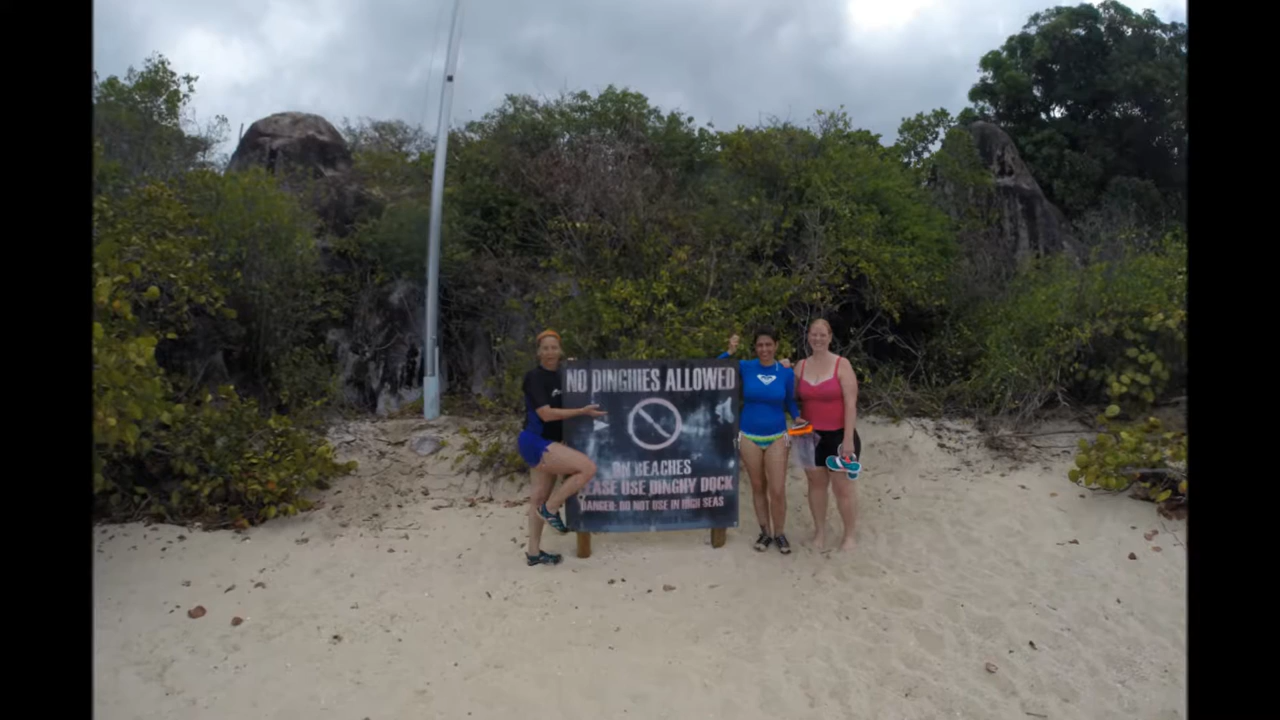 NO DINGHIES ALLOWED
ON BEACHES
EASE USE DINGHY DOCK
DANGER: DO NOT USE IN HIGH SEAS